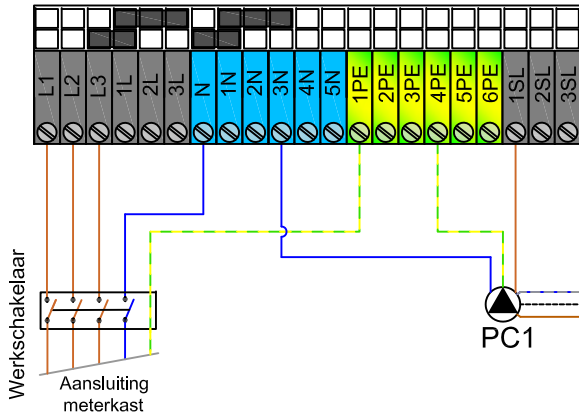 L1 L2 L3 1L 2L 3L N 1N 2N 3N 4N 5N 1PE 2PE 3PE 4PE 5PE 6PE 1SL 2SL 3SL
Werkschakelaar
PC1
Aansluiting
meterkast